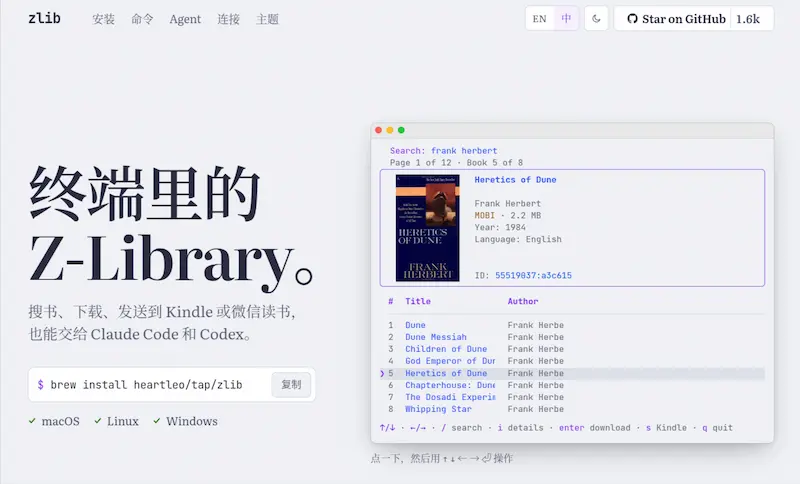 zlib 安装 命令 Agent 连接 主题 EN 中 Star on GitHub 1.6k
终端里的
Z-Library。
搜书、下载、发送到 Kindle 或微信读书，
也能交给 Claude Code 和 Codex。
$ brew install heartleo/tap/zlib 复制
✓ macOS ✓ Linux ✓ Windows
Search: frank herbert
Page 1 of 12 · Book 5 of 8
HERETICS
OF DUNE
FRANK
HERBERT
Heretics of Dune
Frank Herbert
MOBI · 2.2 MB
Year: 1984
Language: English
ID: 55519037:a3c615
# Title Author
1 Dune Frank Herbe
2 Dune Messiah Frank Herbe
3 Children of Dune Frank Herbe
4 God Emperor of Dun Frank Herbe
❯ 5 Heretics of Dune Frank Herbe
6 Chapterhouse: Dune Frank Herbe
7 The Dosadi Experim Frank Herbe
8 Whipping Star Frank Herbe
↑/↓ · ←/→ · / search · i details · enter download · s Kindle · q quit
点一下，然后用 ↑ ↓ ← → ⏎ 操作